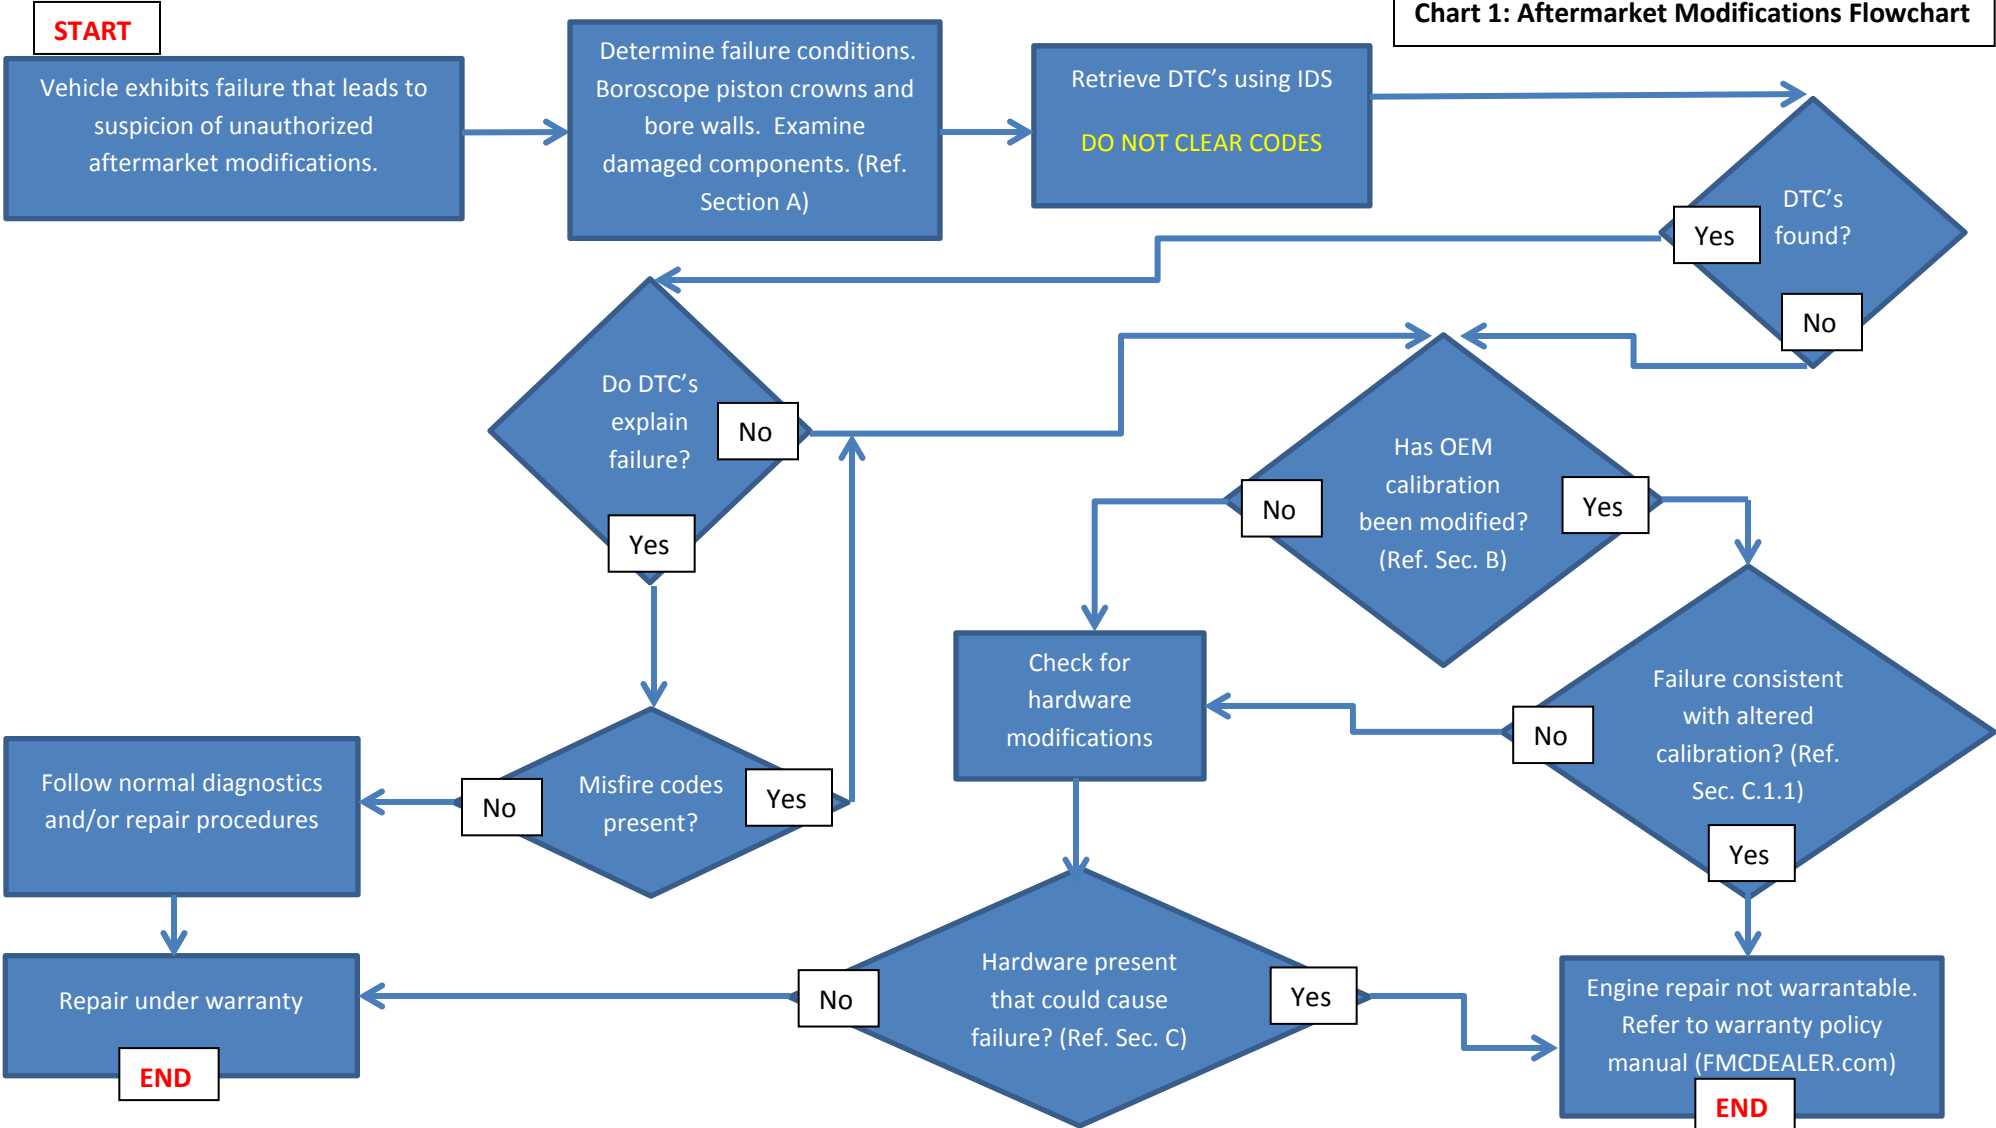 Chart 1: Aftermarket Modifications Flowchart
START
Vehicle exhibits failure that leads to
suspicion of unauthorized
aftermarket modifications.
Determine failure conditions.
Boroscope piston crowns and
bore walls.  Examine
damaged components. (Ref.
Section A)
Retrieve DTC’s using IDS
DO NOT CLEAR CODES
DTC’s
found?
Yes
No
Do DTC’s
explain
failure?
No
Yes
Has OEM
calibration
been modified?
(Ref. Sec. B)
No
Yes
Check for
hardware
modifications
Failure consistent
with altered
calibration? (Ref.
Sec. C.1.1)
No
Yes
Misfire codes
present?
No
Yes
Follow normal diagnostics
and/or repair procedures
Repair under warranty
END
Hardware present
that could cause
failure? (Ref. Sec. C)
No
Yes
Engine repair not warrantable.
Refer to warranty policy
manual (FMCDEALER.com)
END